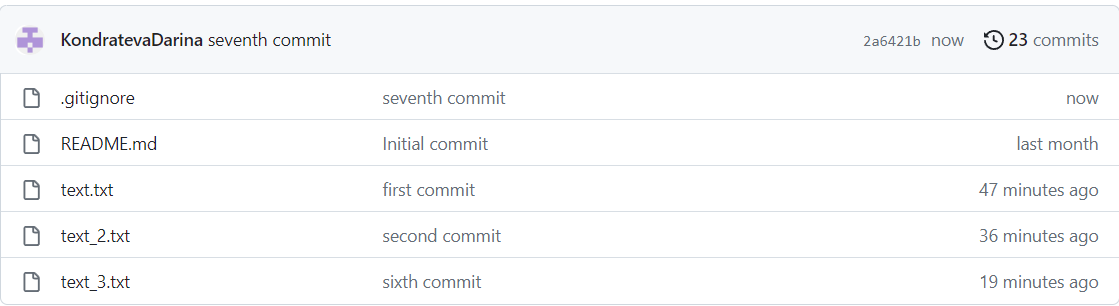 KondratevaDarina seventh commit 2a6421b now 23 commits
.gitignore seventh commit now
README.md Initial commit last month
text.txt first commit 47 minutes ago
text_2.txt second commit 36 minutes ago
text_3.txt sixth commit 19 minutes ago